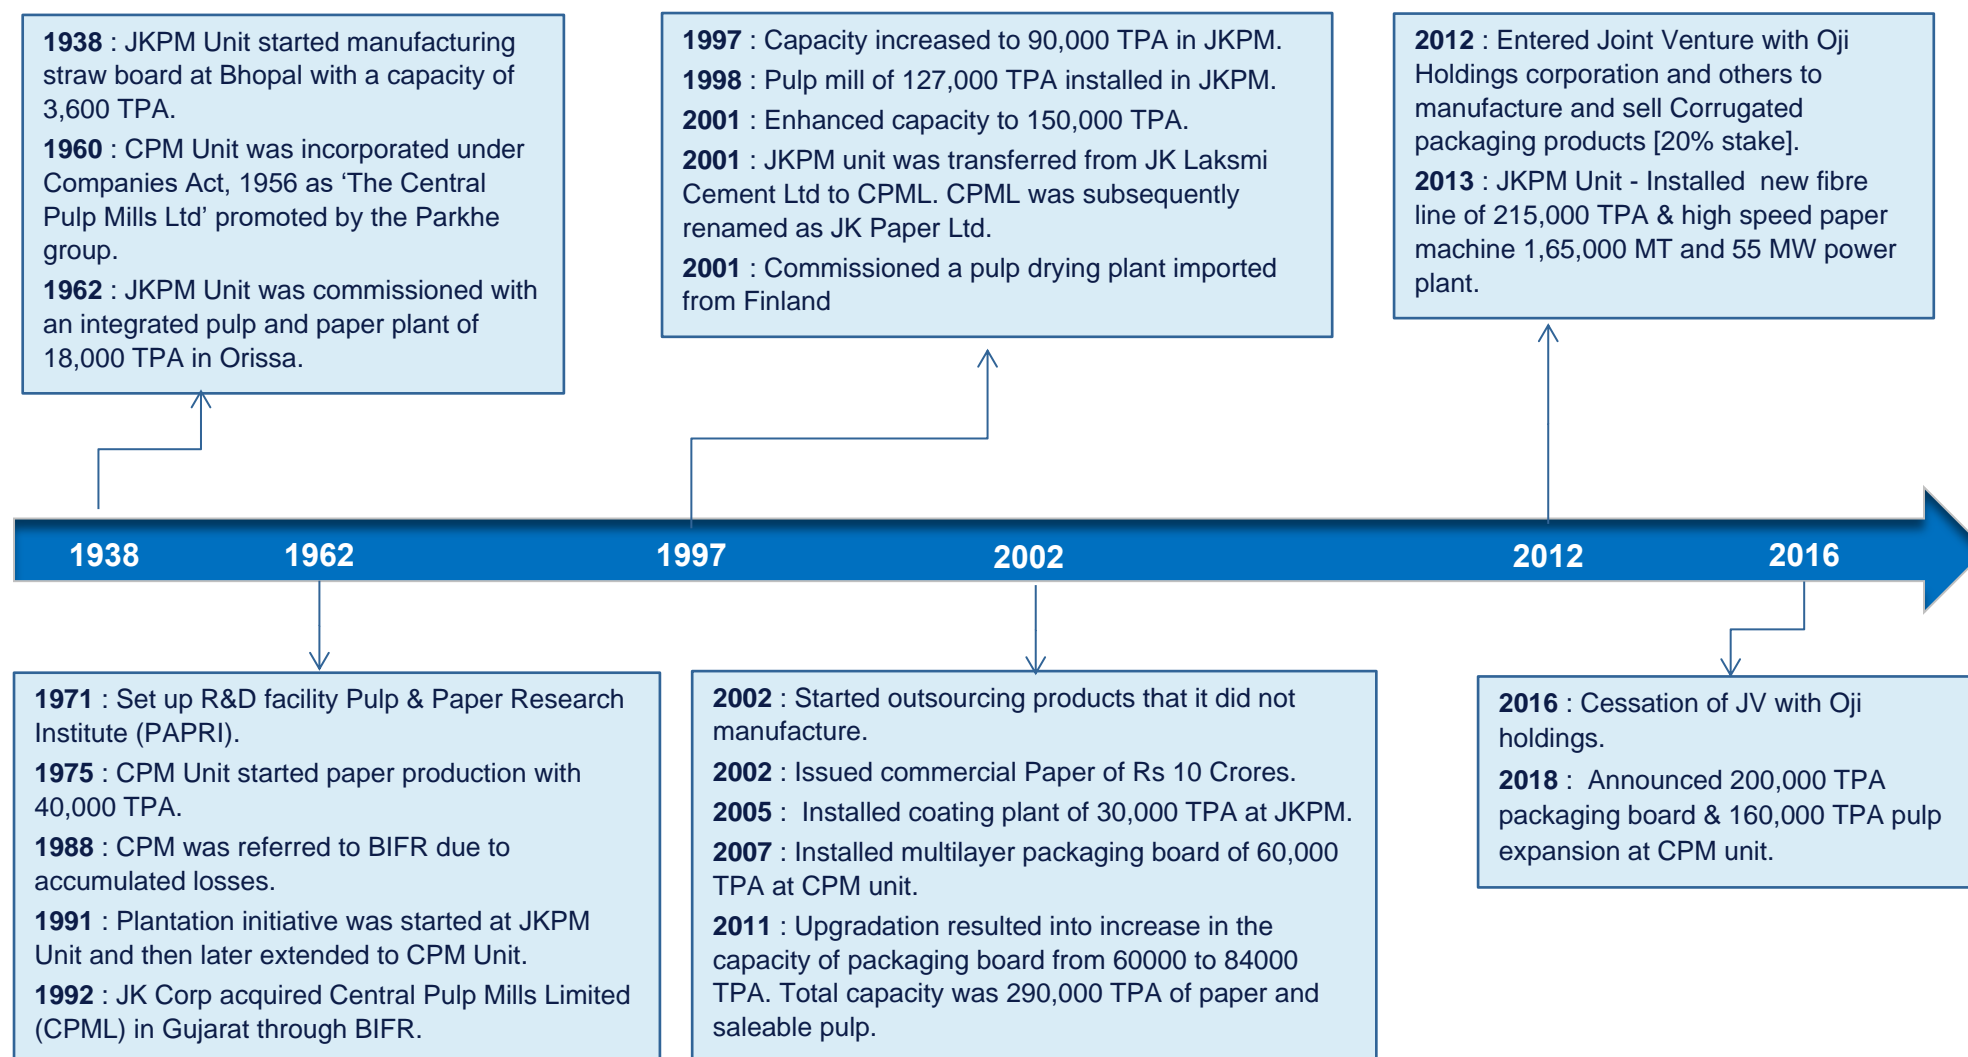 1938 : JKPM Unit started manufacturing
straw board at Bhopal with a capacity of
3,600 TPA.
1960 : CPM Unit was incorporated under
Companies Act, 1956 as ‘The Central
Pulp Mills Ltd’ promoted by the Parkhe
group.
1962 : JKPM Unit was commissioned with
an integrated pulp and paper plant of
18,000 TPA in Orissa.
1997 : Capacity increased to 90,000 TPA in JKPM.
1998 : Pulp mill of 127,000 TPA installed in JKPM.
2001 : Enhanced capacity to 150,000 TPA.
2001 : JKPM unit was transferred from JK Laksmi
Cement Ltd to CPML. CPML was subsequently
renamed as JK Paper Ltd.
2001 : Commissioned a pulp drying plant imported
from Finland
2012 : Entered Joint Venture with Oji
Holdings corporation and others to
manufacture and sell Corrugated
packaging products [20% stake].
2013 : JKPM Unit - Installed new fibre
line of 215,000 TPA & high speed paper
machine 1,65,000 MT and 55 MW power
plant.
1938 1962 1997 2002 2012 2016
1971 : Set up R&D facility Pulp & Paper Research
Institute (PAPRI).
1975 : CPM Unit started paper production with
40,000 TPA.
1988 : CPM was referred to BIFR due to
accumulated losses.
1991 : Plantation initiative was started at JKPM
Unit and then later extended to CPM Unit.
1992 : JK Corp acquired Central Pulp Mills Limited
(CPML) in Gujarat through BIFR.
2002 : Started outsourcing products that it did not
manufacture.
2002 : Issued commercial Paper of Rs 10 Crores.
2005 : Installed coating plant of 30,000 TPA at JKPM.
2007 : Installed multilayer packaging board of 60,000
TPA at CPM unit.
2011 : Upgradation resulted into increase in the
capacity of packaging board from 60000 to 84000
TPA. Total capacity was 290,000 TPA of paper and
saleable pulp.
2016 : Cessation of JV with Oji
holdings.
2018 : Announced 200,000 TPA
packaging board & 160,000 TPA pulp
expansion at CPM unit.